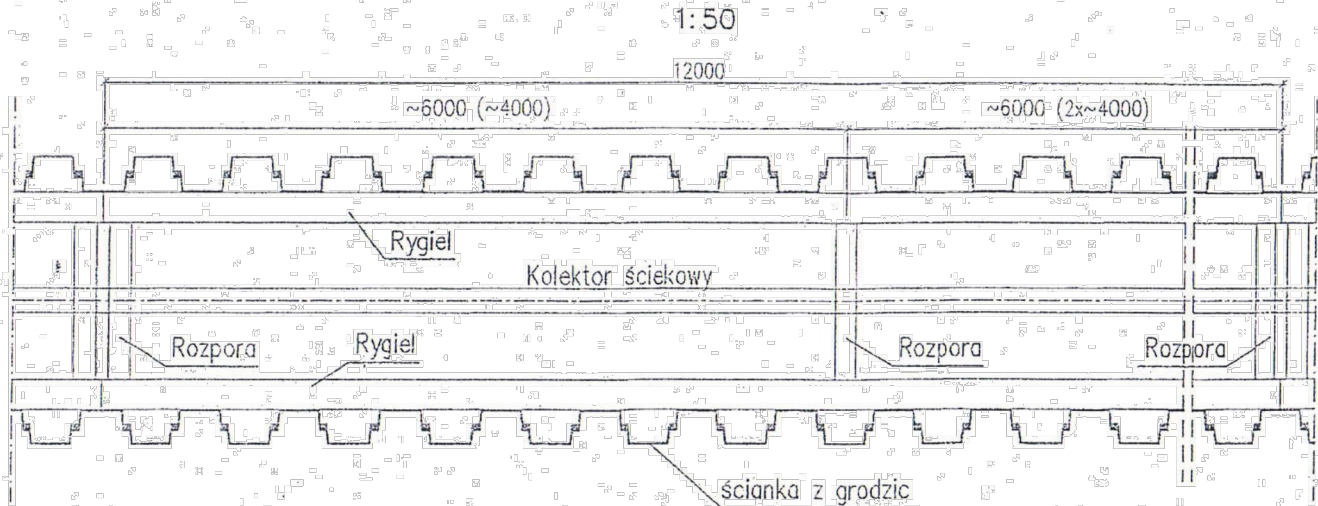 1:50
12000
~6000 (~4000)
~6000 (2x~4000)
Rygiel
Kolektor ściekowy
Rozpora
Rygiel
Rozpora
Rozpora
ścianka z grodzic